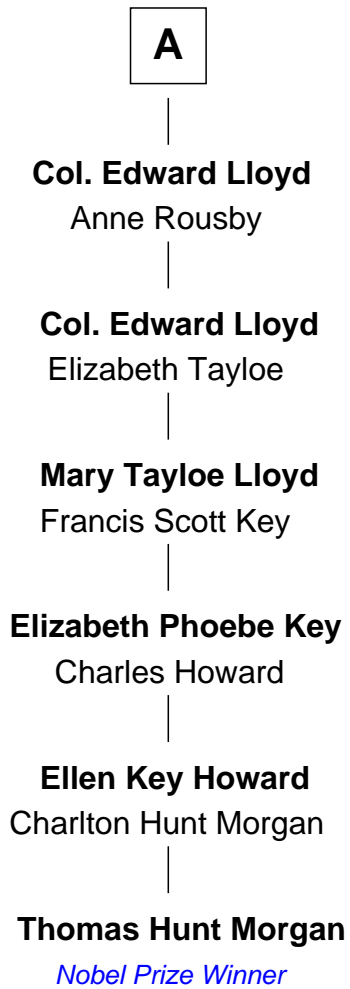 A
Col. Edward Lloyd
Anne Rousby
Col. Edward Lloyd
Elizabeth Tayloe
Mary Tayloe Lloyd
Francis Scott Key
Elizabeth Phoebe Key
Charles Howard
Ellen Key Howard
Charlton Hunt Morgan
Thomas Hunt Morgan
Nobel Prize Winner